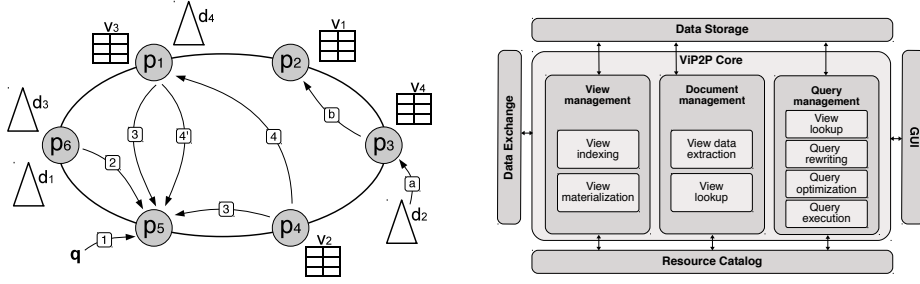 d4
v3
v1
p1
p2
v4
d3
3
4'
4
b
p6
p3
2
a
d1
3
d2
p5
p4
1
q
v2
Data Storage
ViP2P Core
Data Exchange
View
management
View
indexing
View
materialization
Document
management
View data
extraction
View
lookup
Query
management
View
lookup
Query
rewriting
Query
optimization
Query
execution
GUI
Resource Catalog